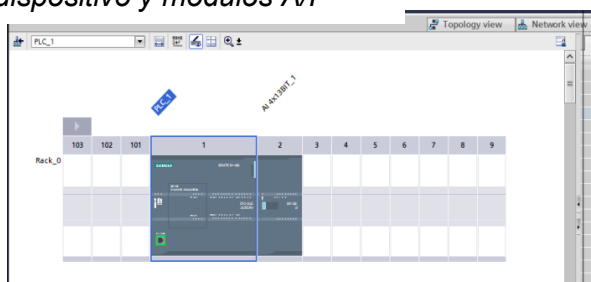 dispositivo y módulos A/I
Topology view
Network view
PLC_1
PLC_1
AI 4x13BIT_1
103 102 101 1 2 3 4 5 6 7 8 9
Rack_0
SIEMENS